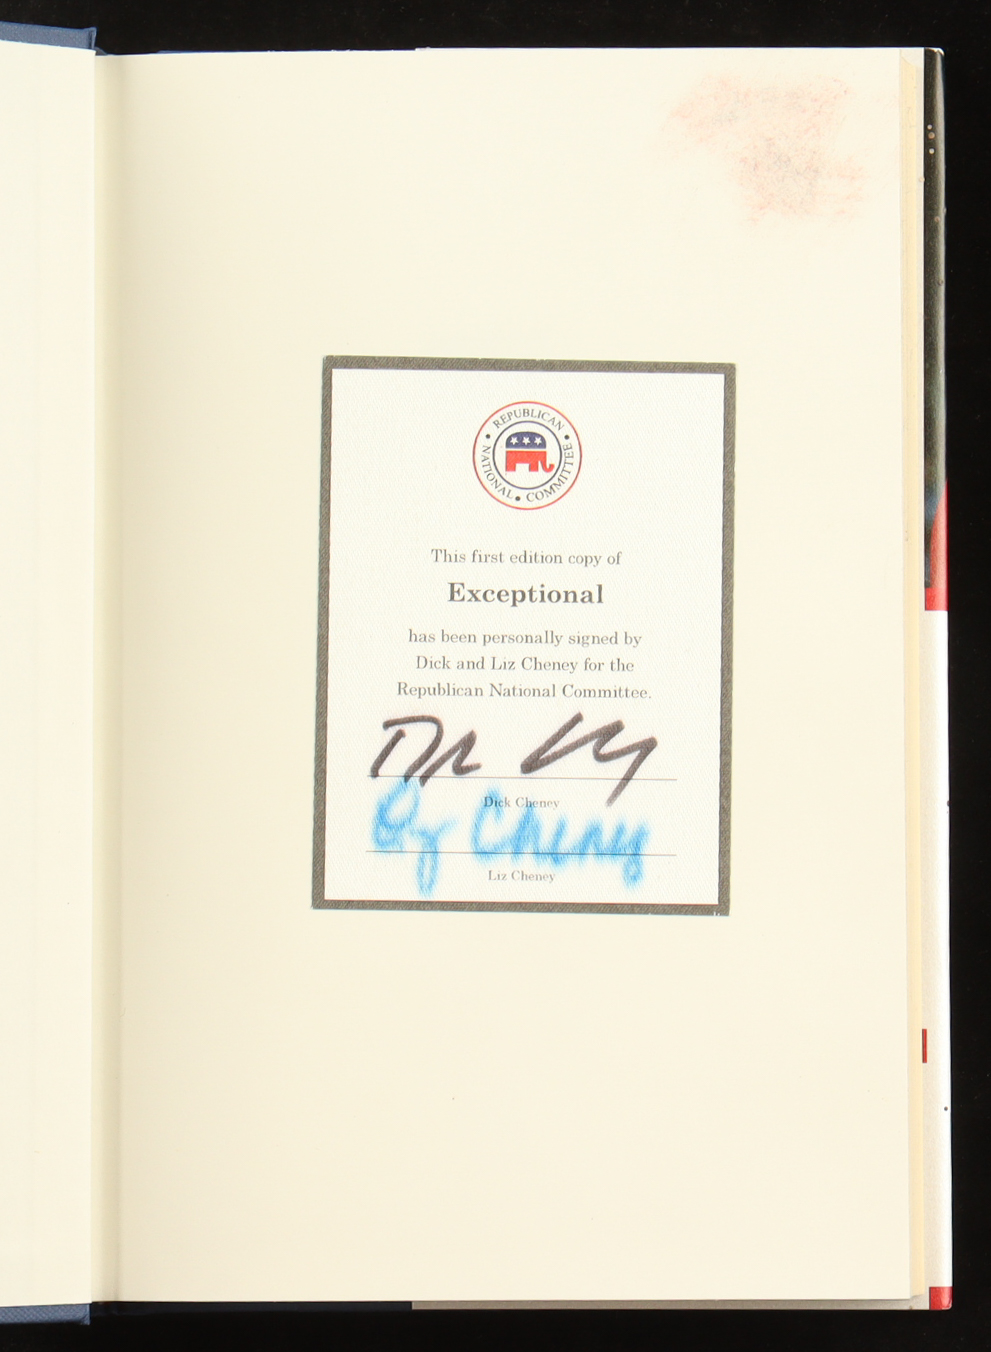 REPUBLICAN NATIONAL COMMITTEE
This first edition copy of
Exceptional
has been personally signed by
Dick and Liz Cheney for the
Republican National Committee.
Dick Cheney
Liz Cheney